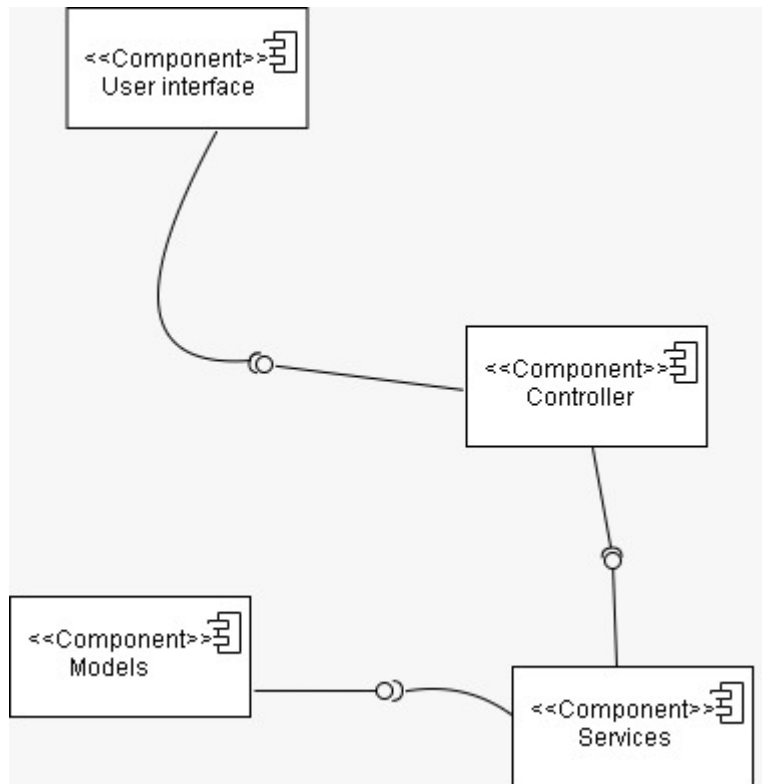 <<Component>>
User interface
<<Component>>
Controller
<<Component>>
Models
<<Component>>
Services